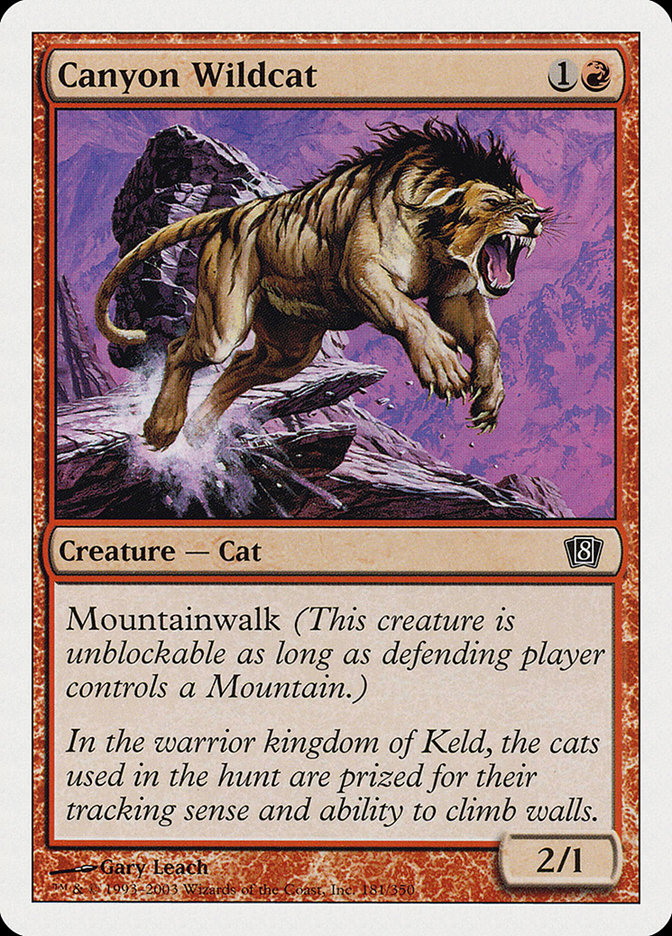 Canyon Wildcat 1
Creature — Cat 8
Mountainwalk (This creature is
unblockable as long as defending player
controls a Mountain.)
In the warrior kingdom of Keld, the cats
used in the hunt are prized for their
tracking sense and ability to climb walls.
2/1
Gary Leach
™ & © 1993–2003 Wizards of the Coast, Inc. 181/350